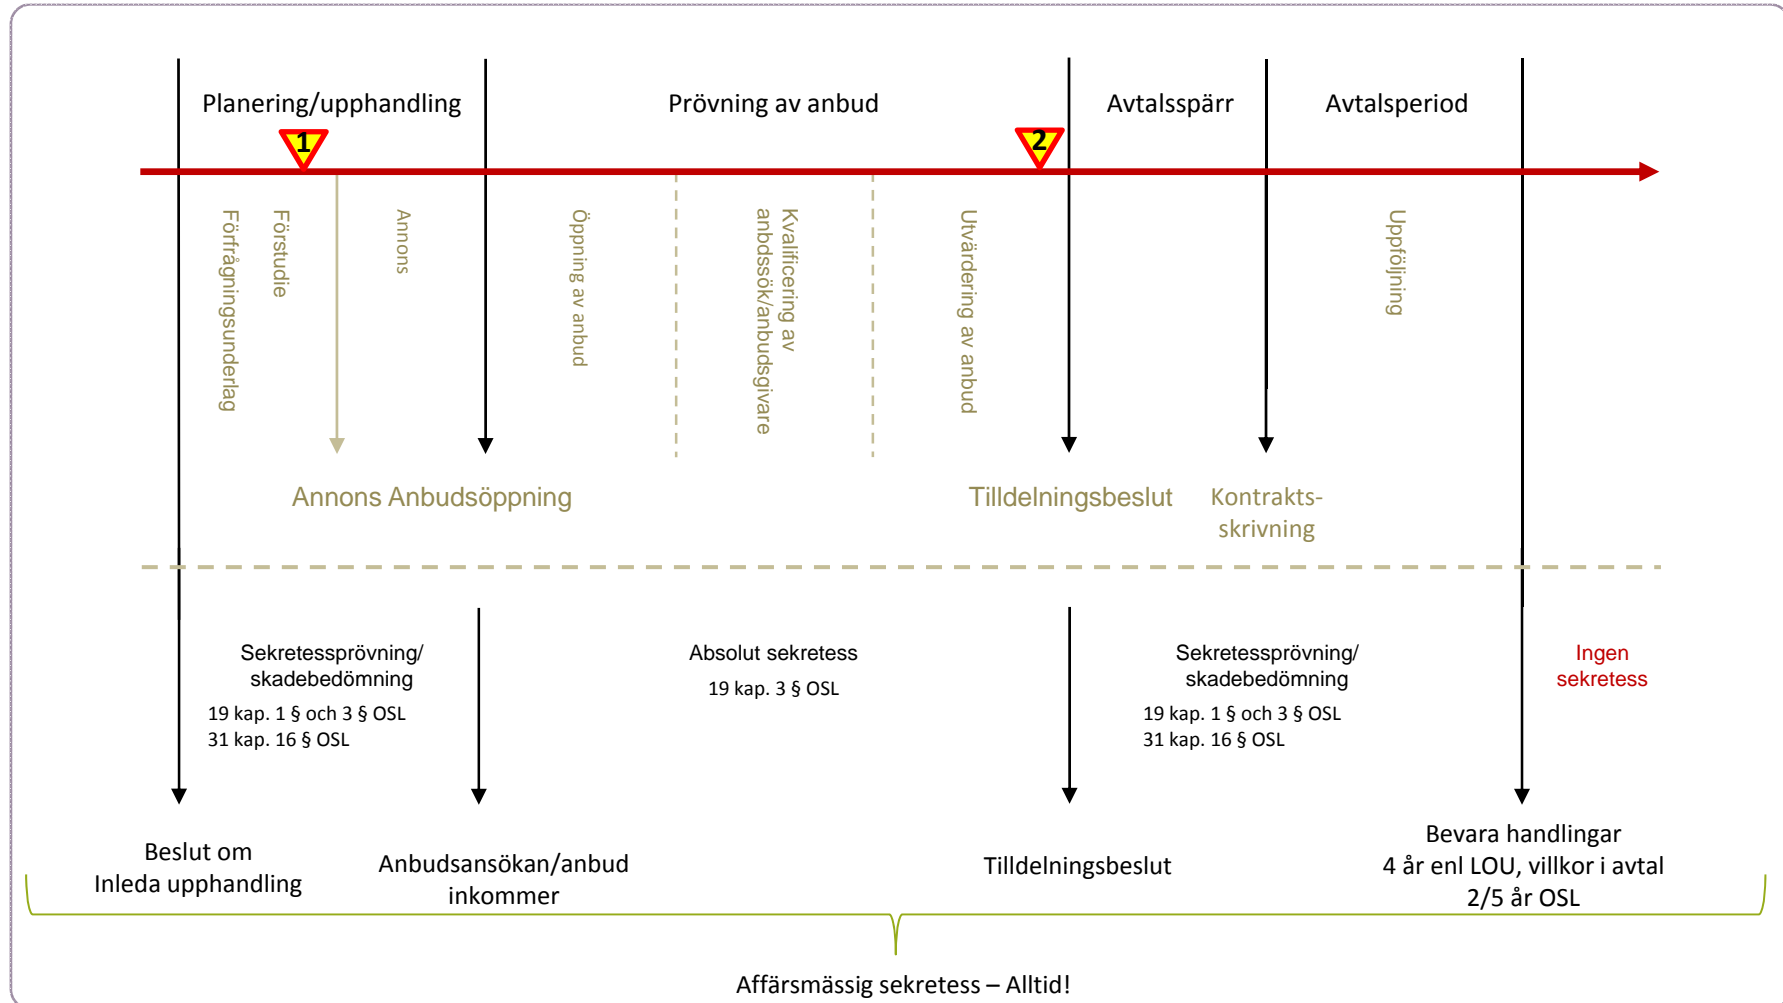 Planering/upphandling
Prövning av anbud
Avtalsspärr
Avtalsperiod
1
2
Förfrågningsunderlag
Förstudie
Annons
Öppning av anbud
Kvalificering av
anbdssök/anbudsgivare
Utvärdering av anbud
Uppföljning
Annons Anbudsöppning
Tilldelningsbeslut
Kontrakts-
skrivning
Sekretessprövning/
skadebedömning
19 kap. 1 § och 3 § OSL
31 kap. 16 § OSL
Absolut sekretess
19 kap. 3 § OSL
Sekretessprövning/
skadebedömning
19 kap. 1 § och 3 § OSL
31 kap. 16 § OSL
Ingen
sekretess
Beslut om
Inleda upphandling
Anbudsansökan/anbud
inkommer
Tilldelningsbeslut
Bevara handlingar
4 år enl LOU, villkor i avtal
2/5 år OSL
Affärsmässig sekretess – Alltid!